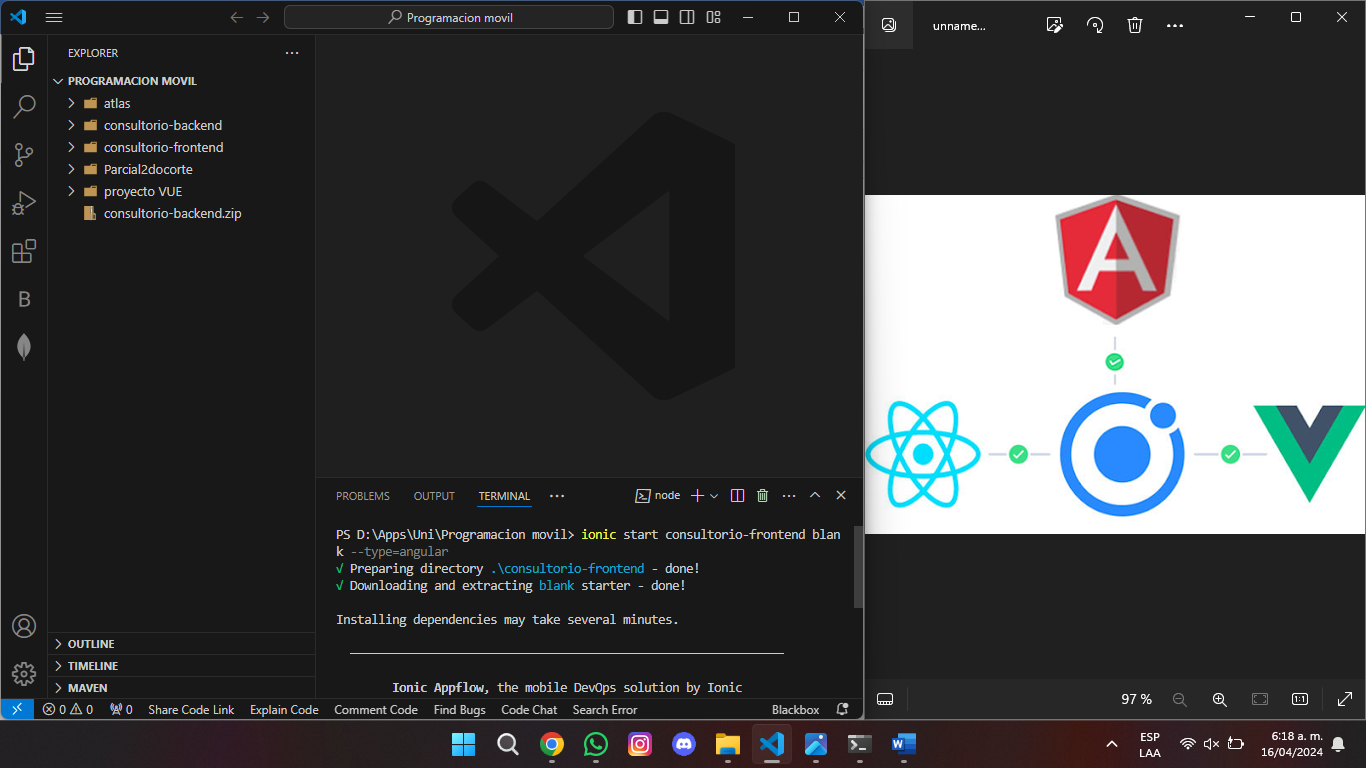 Programacion movil
unname...
EXPLORER
PROGRAMACION MOVIL
atlas
consultorio-backend
consultorio-frontend
Parcial2docorte
proyecto VUE
consultorio-backend.zip
B
OUTLINE
TIMELINE
MAVEN
PROBLEMS
OUTPUT
TERMINAL
node
PS D:\Apps\Uni\Programacion movil> ionic start consultorio-frontend blan
k --type=angular
√ Preparing directory .\consultorio-frontend - done!
√ Downloading and extracting blank starter - done!
Installing dependencies may take several minutes.
Ionic Appflow, the mobile DevOps solution by Ionic
0 0 0 Share Code Link Explain Code Comment Code Find Bugs Code Chat Search Error Blackbox
97 %
1:1
ESP
LAA
6:18 a. m.
16/04/2024